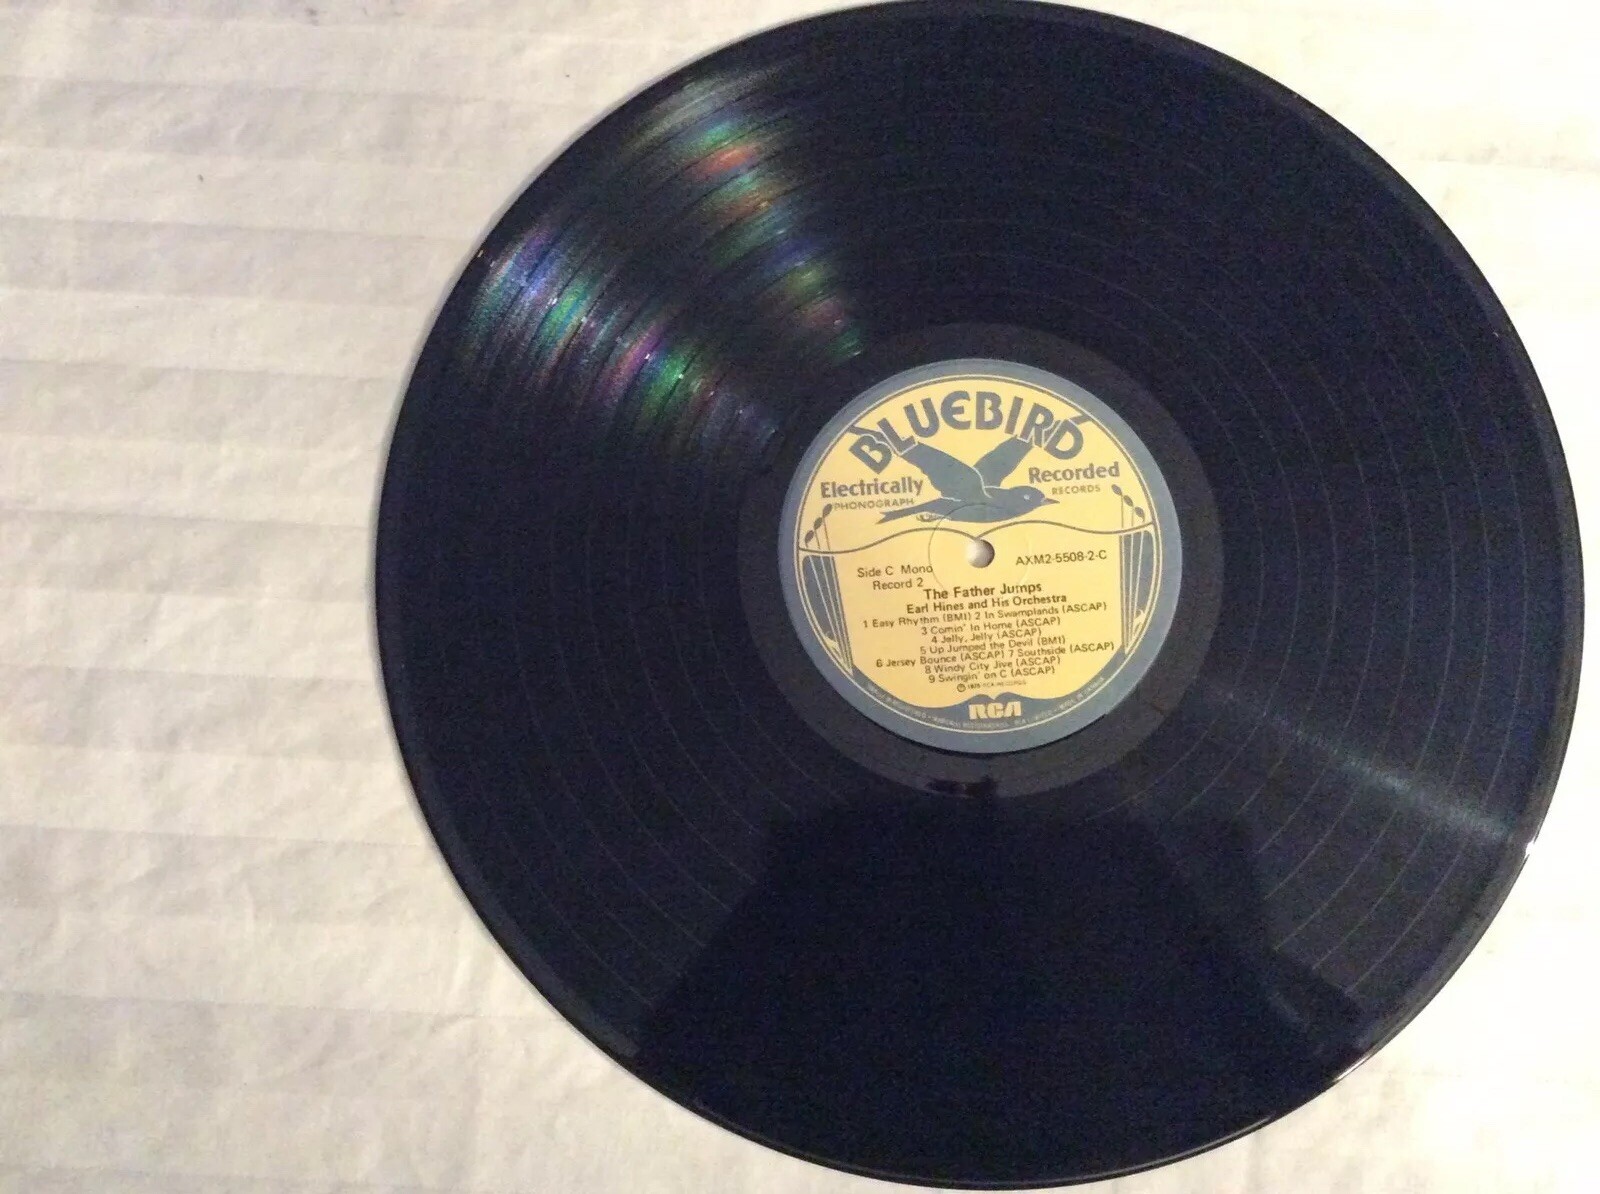 BLUEBIRD
Electrically Recorded
PHONOGRAPH RECORDS
AXM2-5508-2-C
Side C Mono
Record 2
The Father Jumps
Earl Hines and His Orchestra
1 Easy Rhythm (BMI) 2 In Swamplands (ASCAP)
3 Comin' In Home (ASCAP)
4 Jelly, Jelly (ASCAP)
5 Up Jumped the Devil (BMI)
6 Jersey Bounce (ASCAP) 7 Southside (ASCAP)
8 Windy City Jive (ASCAP)
9 Swingin' on C (ASCAP)
℗ 1975 RCA RECORDS
RCA